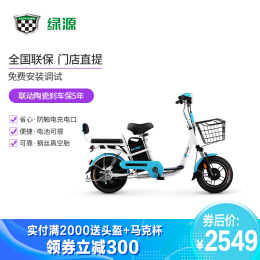 绿源
全国联保 门店直提
免费安装调试
联动陶瓷刹车保5年
省心·防触电充电口
便捷·电池可提
可靠·钢丝真空胎
实付满2000送头盔+马克杯
领券立减300
券后价:
¥2549